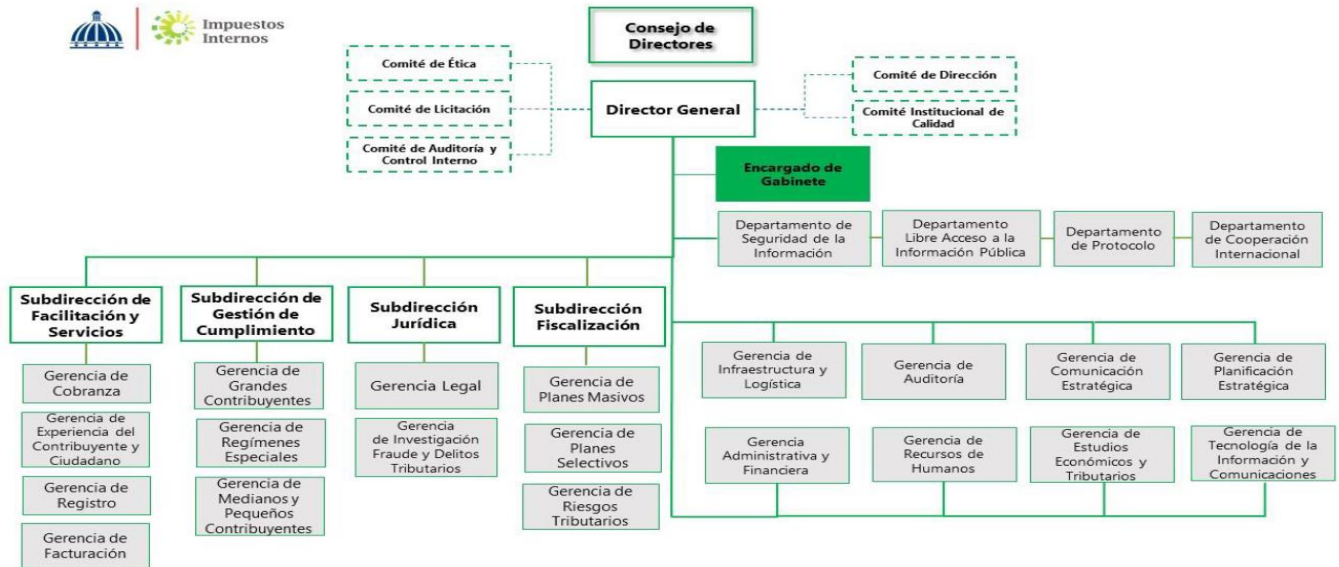 Impuestos
Internos
Consejo de
Directores
Comité de Ética
Comité de Licitación
Comité de Auditoría y
Control Interno
Director General
Comité de Dirección
Comité Institucional de
Calidad
Encargado de
Gabinete
Departamento de
Seguridad de la
Información
Departamento
Libre Acceso a la
Información Pública
Departamento
de Protocolo
Departamento
de Cooperación
Internacional
Subdirección de
Facilitación y
Servicios
Subdirección de
Gestión de
Cumplimiento
Subdirección
Jurídica
Subdirección
Fiscalización
Gerencia de
Cobranza
Gerencia de
Experiencia del
Contribuyente y
Ciudadano
Gerencia de
Registro
Gerencia de
Facturación
Gerencia de
Grandes
Contribuyentes
Gerencia de
Regímenes
Especiales
Gerencia de
Medianos y
Pequeños
Contribuyentes
Gerencia Legal
Gerencia
de Investigación
Fraude y Delitos
Tributarios
Gerencia de
Planes Masivos
Gerencia de
Planes
Selectivos
Gerencia de
Riesgos
Tributarios
Gerencia de
Infraestructura y
Logística
Gerencia de
Auditoría
Gerencia de
Comunicación
Estratégica
Gerencia de
Planificación
Estratégica
Gerencia
Administrativa y
Financiera
Gerencia de
Recursos de
Humanos
Gerencia de
Estudios
Económicos y
Tributarios
Gerencia de
Tecnología de la
Información y
Comunicaciones